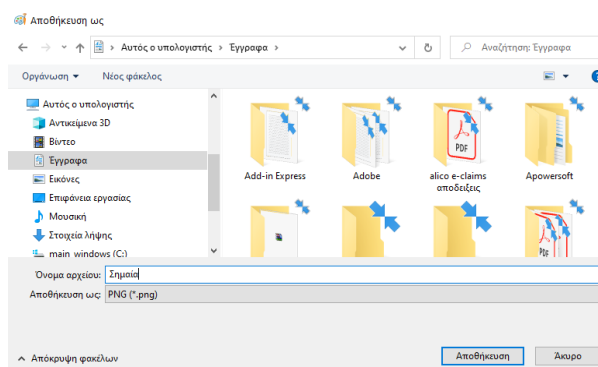 Αποθήκευση ως
Αυτός ο υπολογιστής > Έγγραφα >
Αναζήτηση: Έγγραφα
Οργάνωση
Νέος φάκελος
Αυτός ο υπολογιστής
Αντικείμενα 3D
Βίντεο
Έγγραφα
Εικόνες
Επιφάνεια εργασίας
Μουσική
Στοιχεία λήψης
main_windows (C:)
Add-in Express
Adobe
alico e-claims
αποδείξεις
Apowersoft
PDF
PDF
Όνομα αρχείου: Σημαία
Αποθήκευση ως: PNG (*.png)
Απόκρυψη φακέλων
Αποθήκευση
Άκυρο